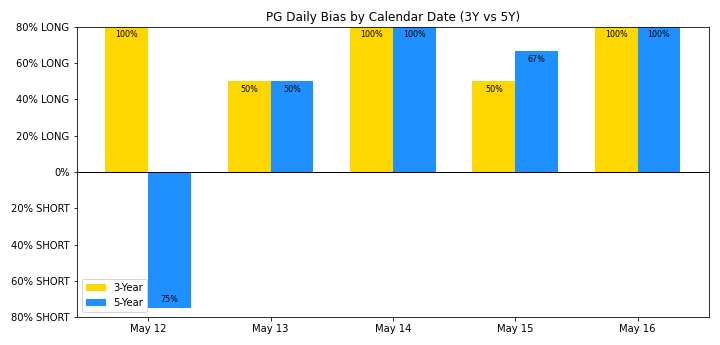 PG Daily Bias by Calendar Date (3Y vs 5Y)
80% LONG
60% LONG
40% LONG
20% LONG
0%
20% SHORT
40% SHORT
60% SHORT
80% SHORT
100%
75%
50%
50%
100%
100%
50%
67%
100%
100%
3-Year
5-Year
May 12
May 13
May 14
May 15
May 16